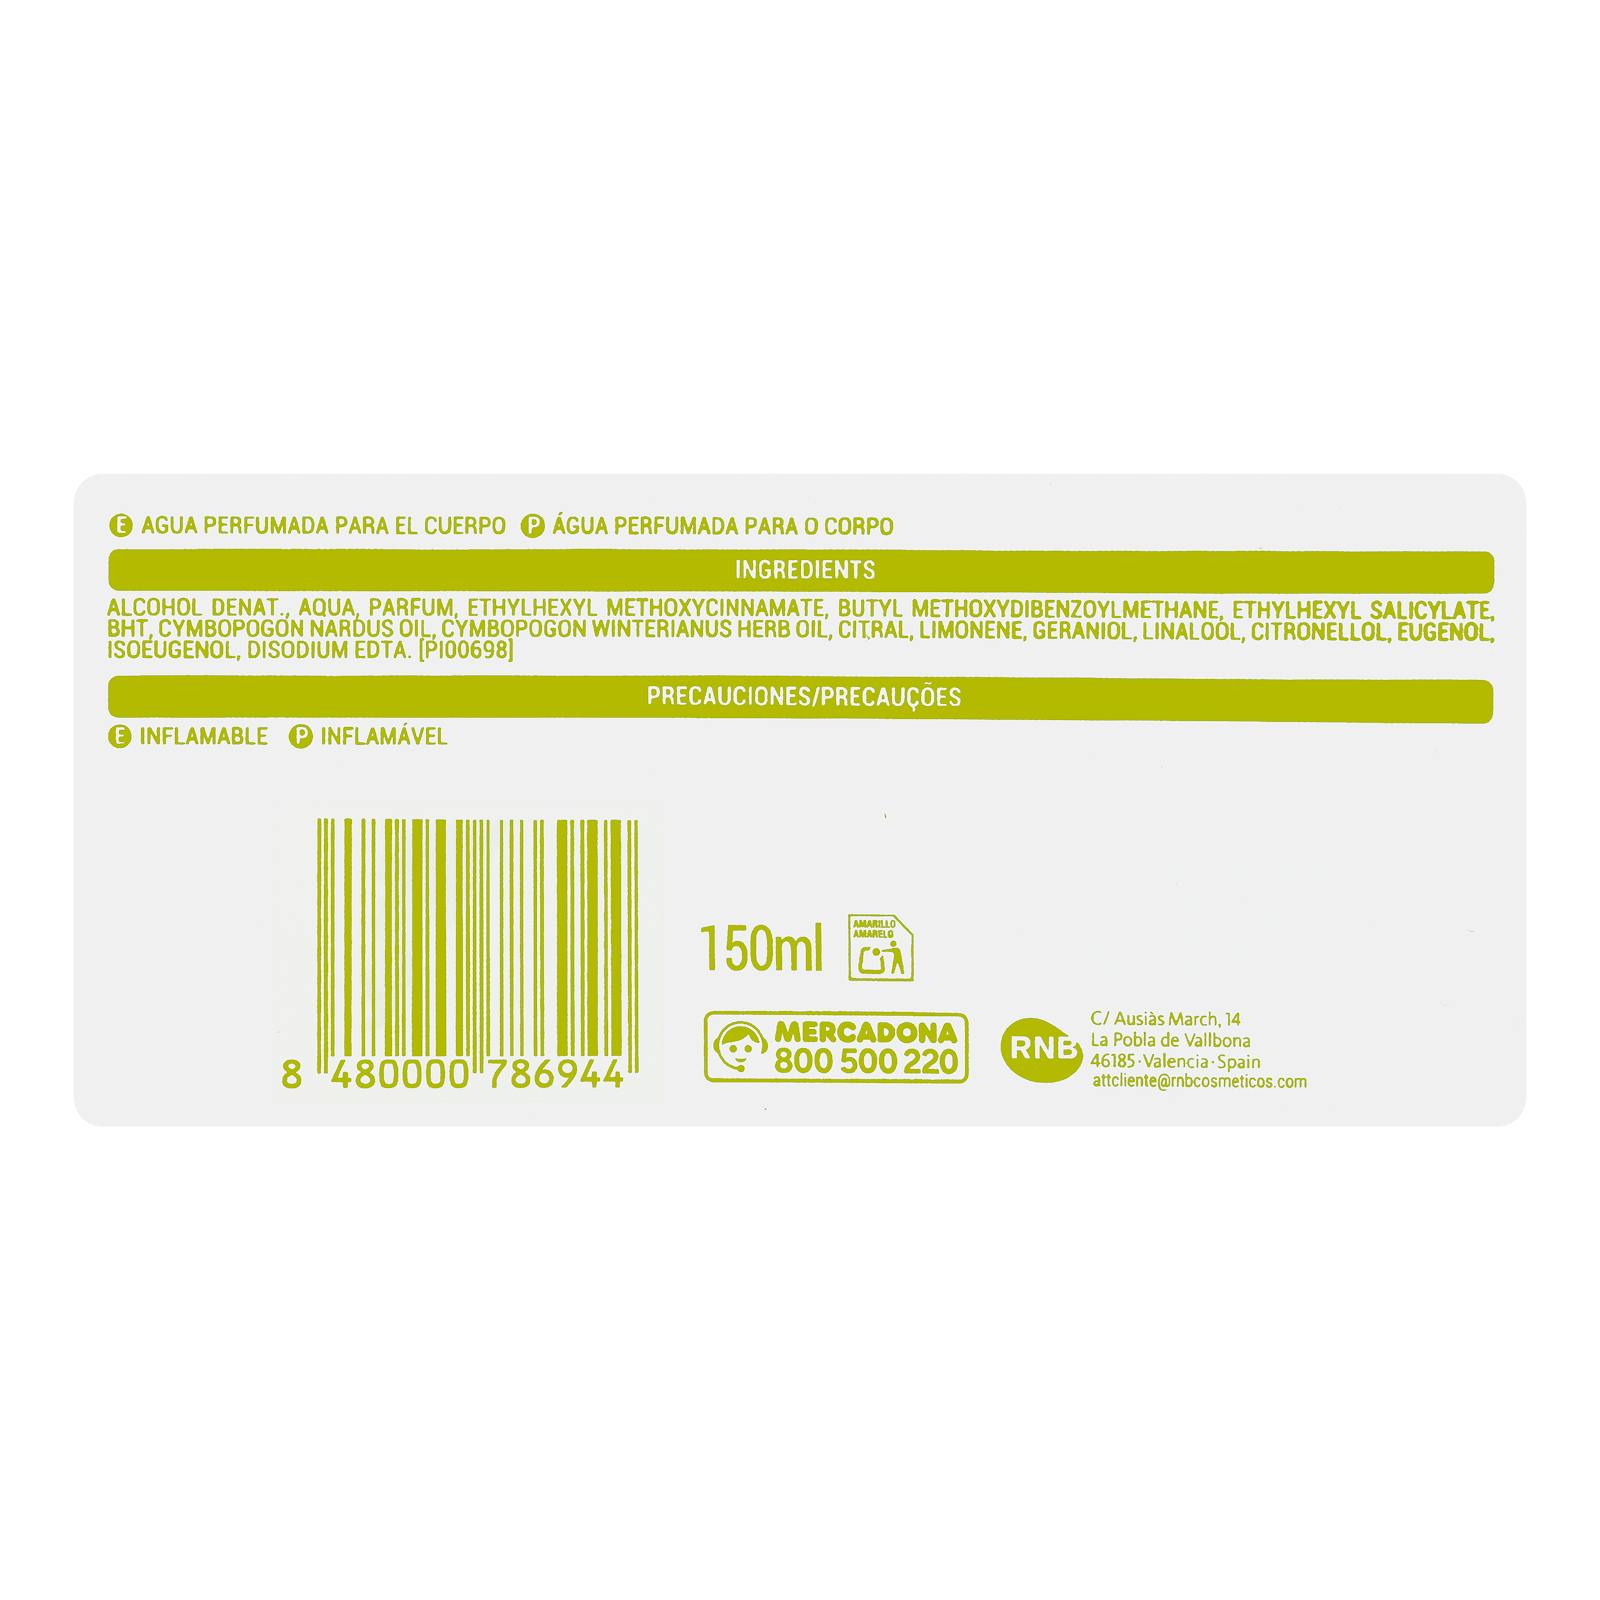 E AGUA PERFUMADA PARA EL CUERPO P ÁGUA PERFUMADA PARA O CORPO
INGREDIENTS
ALCOHOL DENAT., AQUA, PARFUM, ETHYLHEXYL METHOXYCINNAMATE, BUTYL METHOXYDIBENZOYLMETHANE, ETHYLHEXYL SALICYLATE,
BHT, CYMBOPOGON NARDUS OIL, CYMBOPOGON WINTERIANUS HERB OIL, CITRAL, LIMONENE, GERANIOL, LINALOOL, CITRONELLOL, EUGENOL,
ISOEUGENOL, DISODIUM EDTA. [PI00698]
PRECAUCIONES/PRECAUÇÕES
E INFLAMABLE P INFLAMÁVEL
8 480000 786944
150ml
AMARILLO
AMARELO
MERCADONA
800 500 220
RNB
C/ Ausiàs March, 14
La Pobla de Vallbona
46185·Valencia·Spain
attcliente@rnbcosmeticos.com